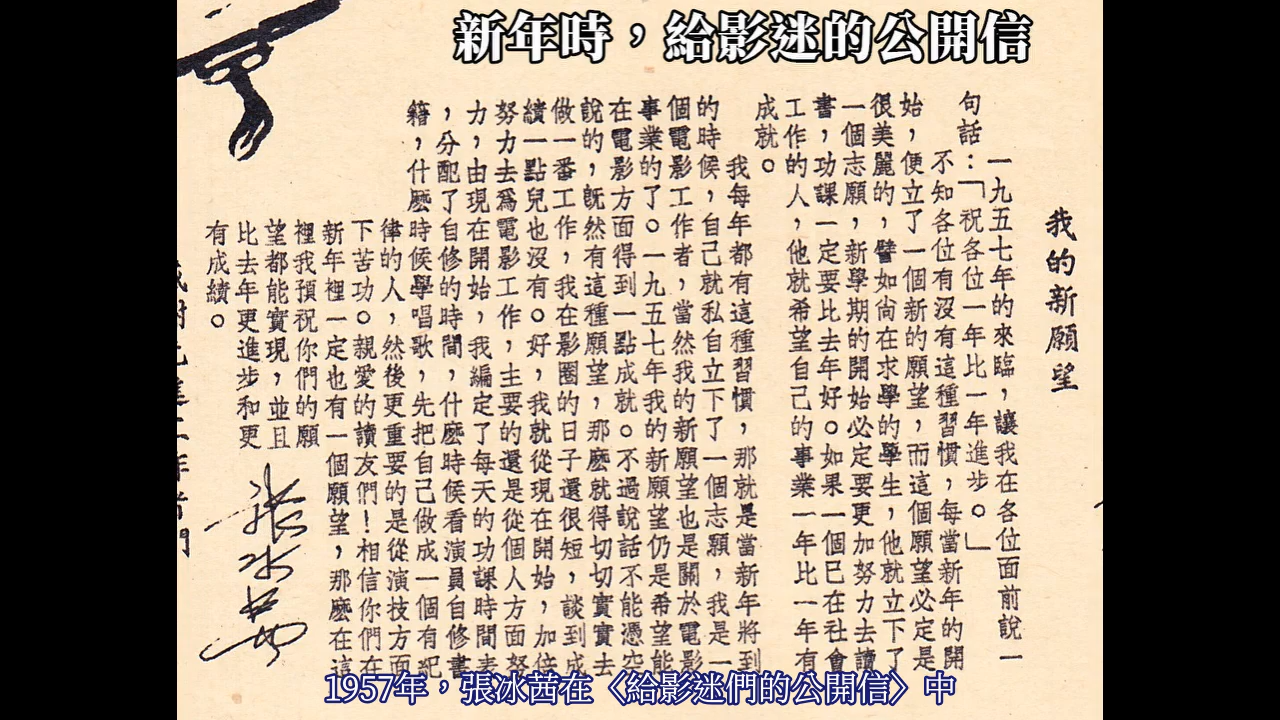 新年時，給影迷的公開信
我的新願望
一九五七年的來臨，讓我在各位面前說一
句話：「祝各位一年比一年進步。」
不知各位有沒有這種習慣，每當新年的開
始，便立了一個新的願望，而這個願望必定是
很美麗的，譬如尚在求學的學生，他就立下了
一個志願，新學期的開始必定要更加努力去讀
書，功課一定要比去年好。如果一個已在社會
工作的人，他就希望自己的事業一年比一年有
成就。
我每年都有這種習慣，那就是當新年將到
的時候，自己就私自立下了一個志願，我是一
個電影工作者，當然我的新願望也是關於電影
事業的了。一九五七年我的新願望仍是希望能
在電影方面得到一點成就。不過說話不能憑空
說的，既然有這種願望，那麽就得切切實實去
做一番工作，我在影圈的日子還很短，談到成
績一點兒也沒有。好，我就從現在開始，加倍
努力去爲電影工作，主要的還是從個人方面努
力，由現在開始，我編定了每天的功課時間表
，分配了自修的時間，什麽時候看演員自修書
籍，什麽時候學唱歌，先把自己做成一個有紀
律的人，然後更重要的是從演技方面
下苦功。親愛的讀友們！相信你們在
新年裡一定也有一個願望，那麽在這
裡我預祝你們的願
望都能實現，並且
比去年更進步和更
有成績。
張冰茜
1957年，張冰茜在〈給影迷們的公開信〉中